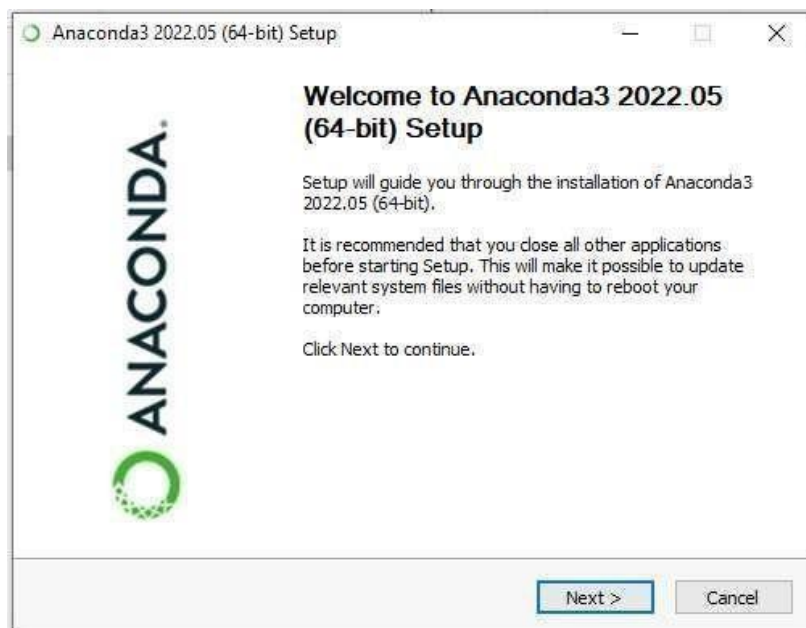 Anaconda3 2022.05 (64-bit) Setup
Welcome to Anaconda3 2022.05
(64-bit) Setup
Setup will guide you through the installation of Anaconda3
2022.05 (64-bit).
It is recommended that you close all other applications
before starting Setup. This will make it possible to update
relevant system files without having to reboot your
computer.
Click Next to continue.
ANACONDA.
Next >
Cancel